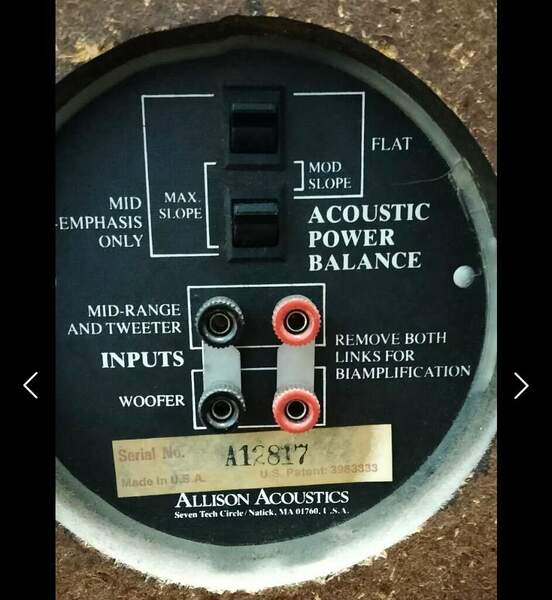 FLAT
MOD
SLOPE
MAX.
SLOPE
MID
-EMPHASIS
ONLY
ACOUSTIC
POWER
BALANCE
MID-RANGE
AND TWEETER
INPUTS
WOOFER
REMOVE BOTH
LINKS FOR
BIAMPLIFICATION
Serial No. A12817
Made in U.S.A. U.S. Patent: 3983333
ALLISON ACOUSTICS
Seven Tech Circle/Natick, MA 01760, U.S.A.